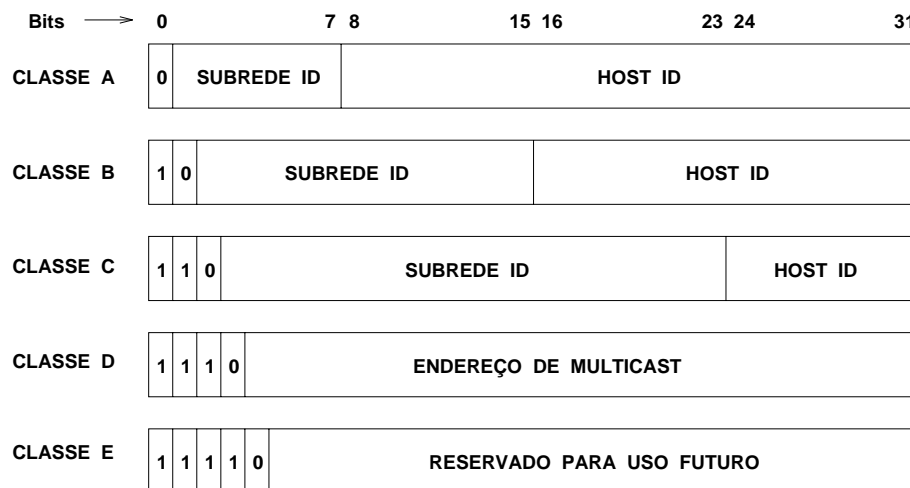 Bits 0 7 8 15 16 23 24 31
CLASSE A 0 SUBREDE ID HOST ID
CLASSE B 1 0 SUBREDE ID HOST ID
CLASSE C 1 1 0 SUBREDE ID HOST ID
CLASSE D 1 1 1 0 ENDEREÇO DE MULTICAST
CLASSE E 1 1 1 1 0 RESERVADO PARA USO FUTURO